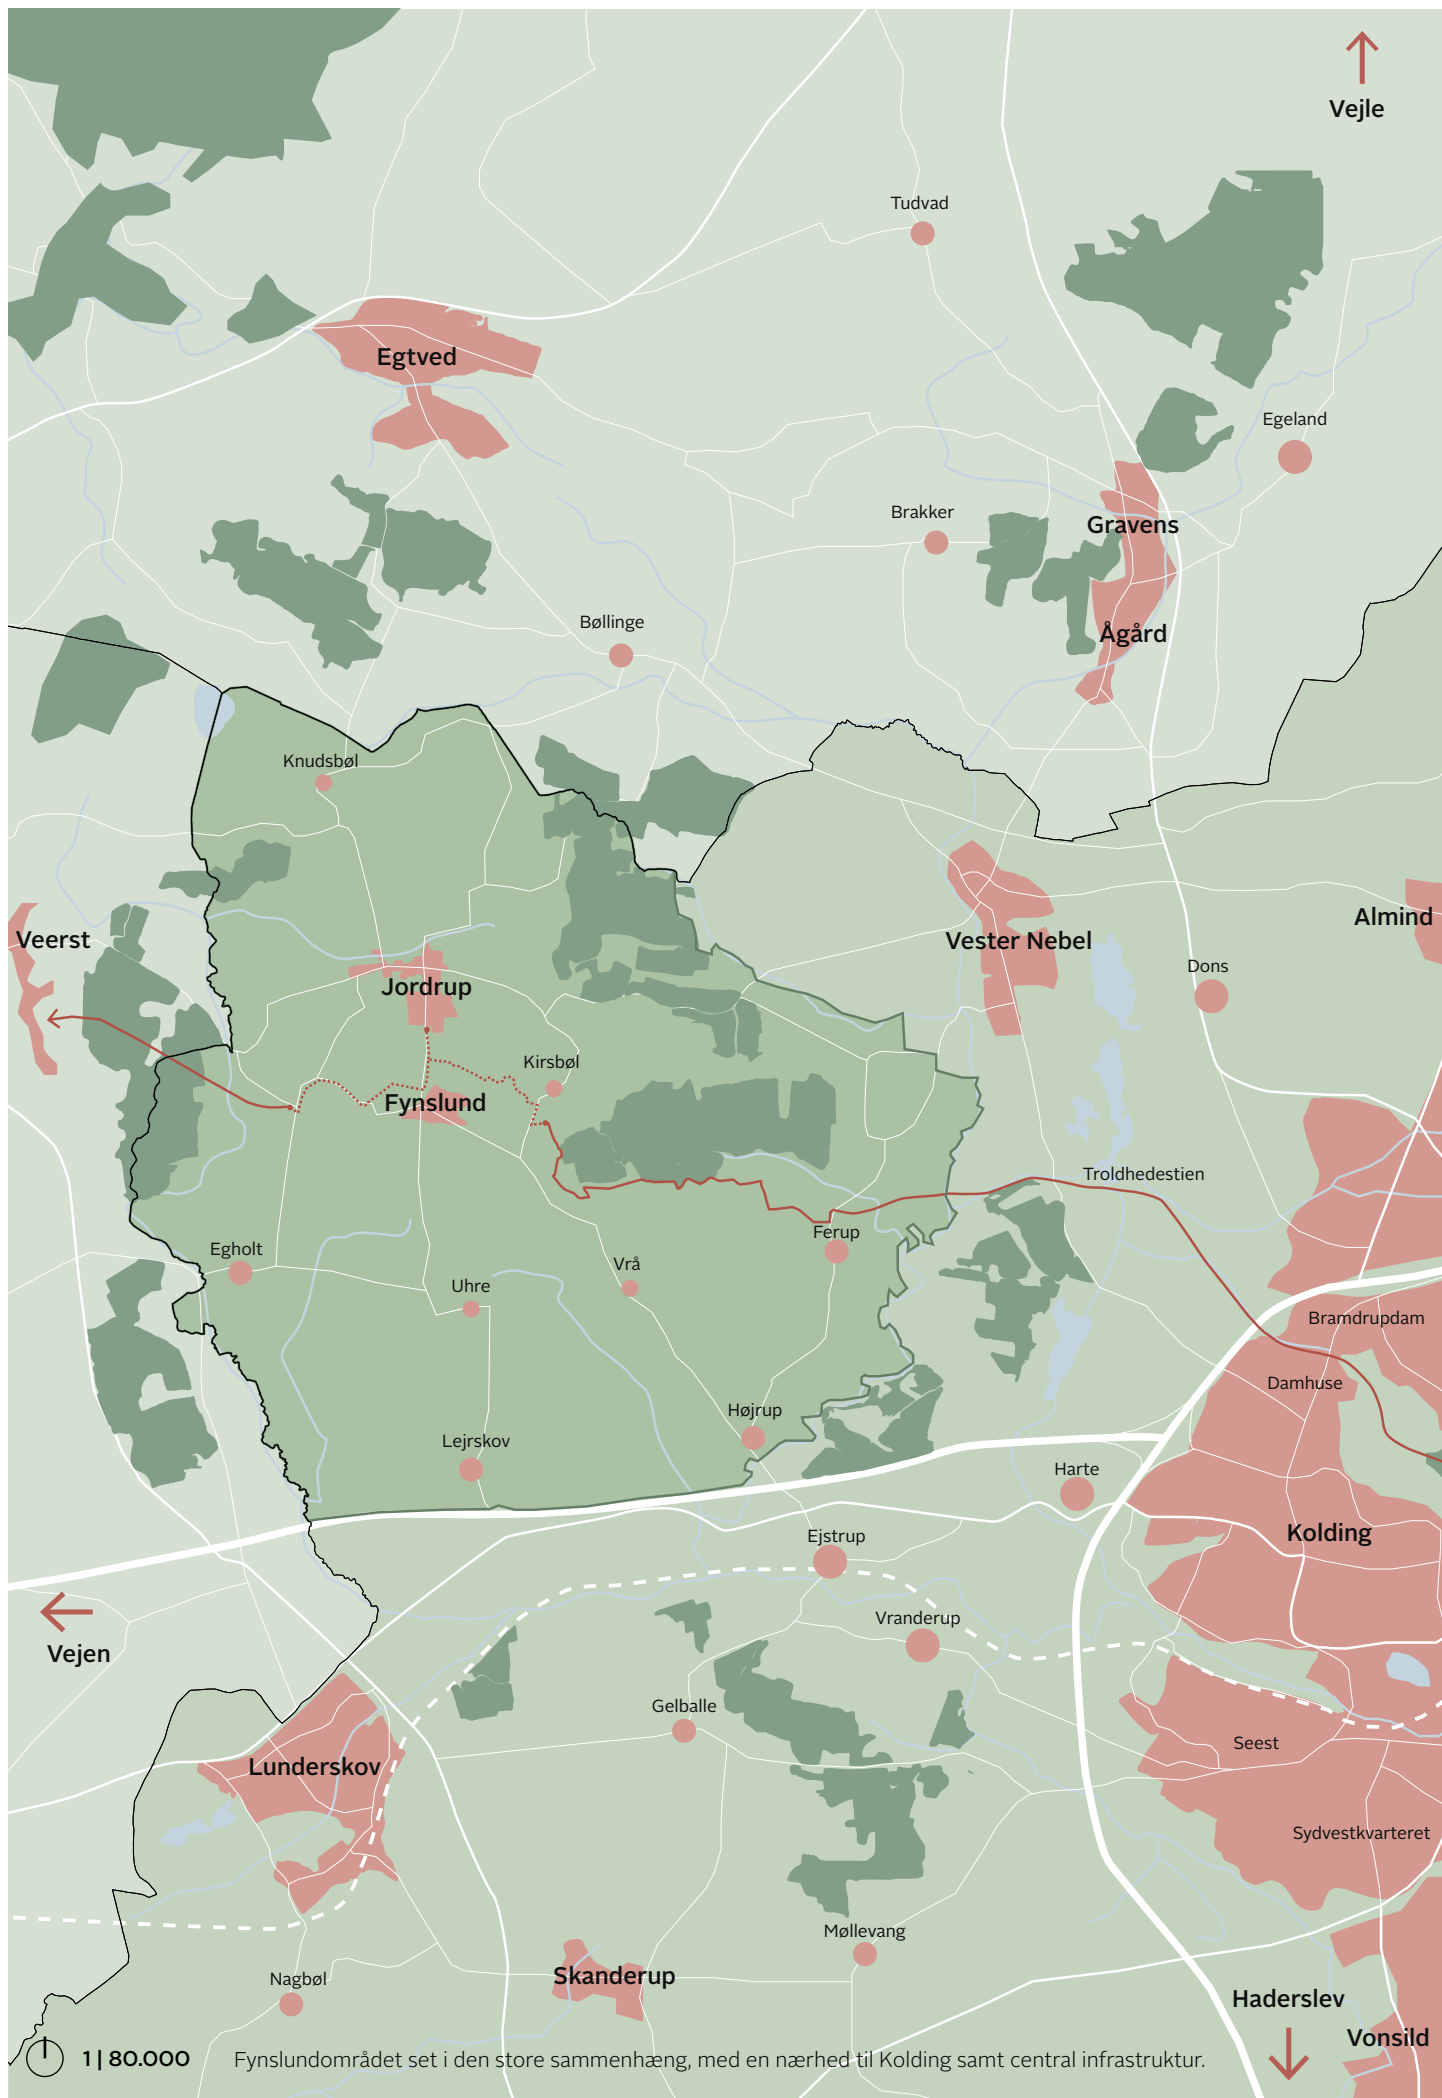 Vejle
Tudvad
Egtved
Egeland
Brakker
Gravens
Bøllinge
Ågård
Knudsbøl
Almind
Veerst
Vester Nebel
Dons
Jordrup
Kirsbøl
Fynslund
Troldhedestien
Ferup
Egholt
Vrå
Uhre
Bramdrupdam
Damhuse
Højrup
Lejrskov
Harte
Kolding
Ejstrup
Vranderup
Vejen
Gelballe
Seest
Lunderskov
Sydvestkvarteret
Møllevang
Skanderup
Nagbøl
Haderslev
Vonsild
1 | 80.000
Fynslundområdet set i den store sammenhæng, med en nærhed til Kolding samt central infrastruktur.